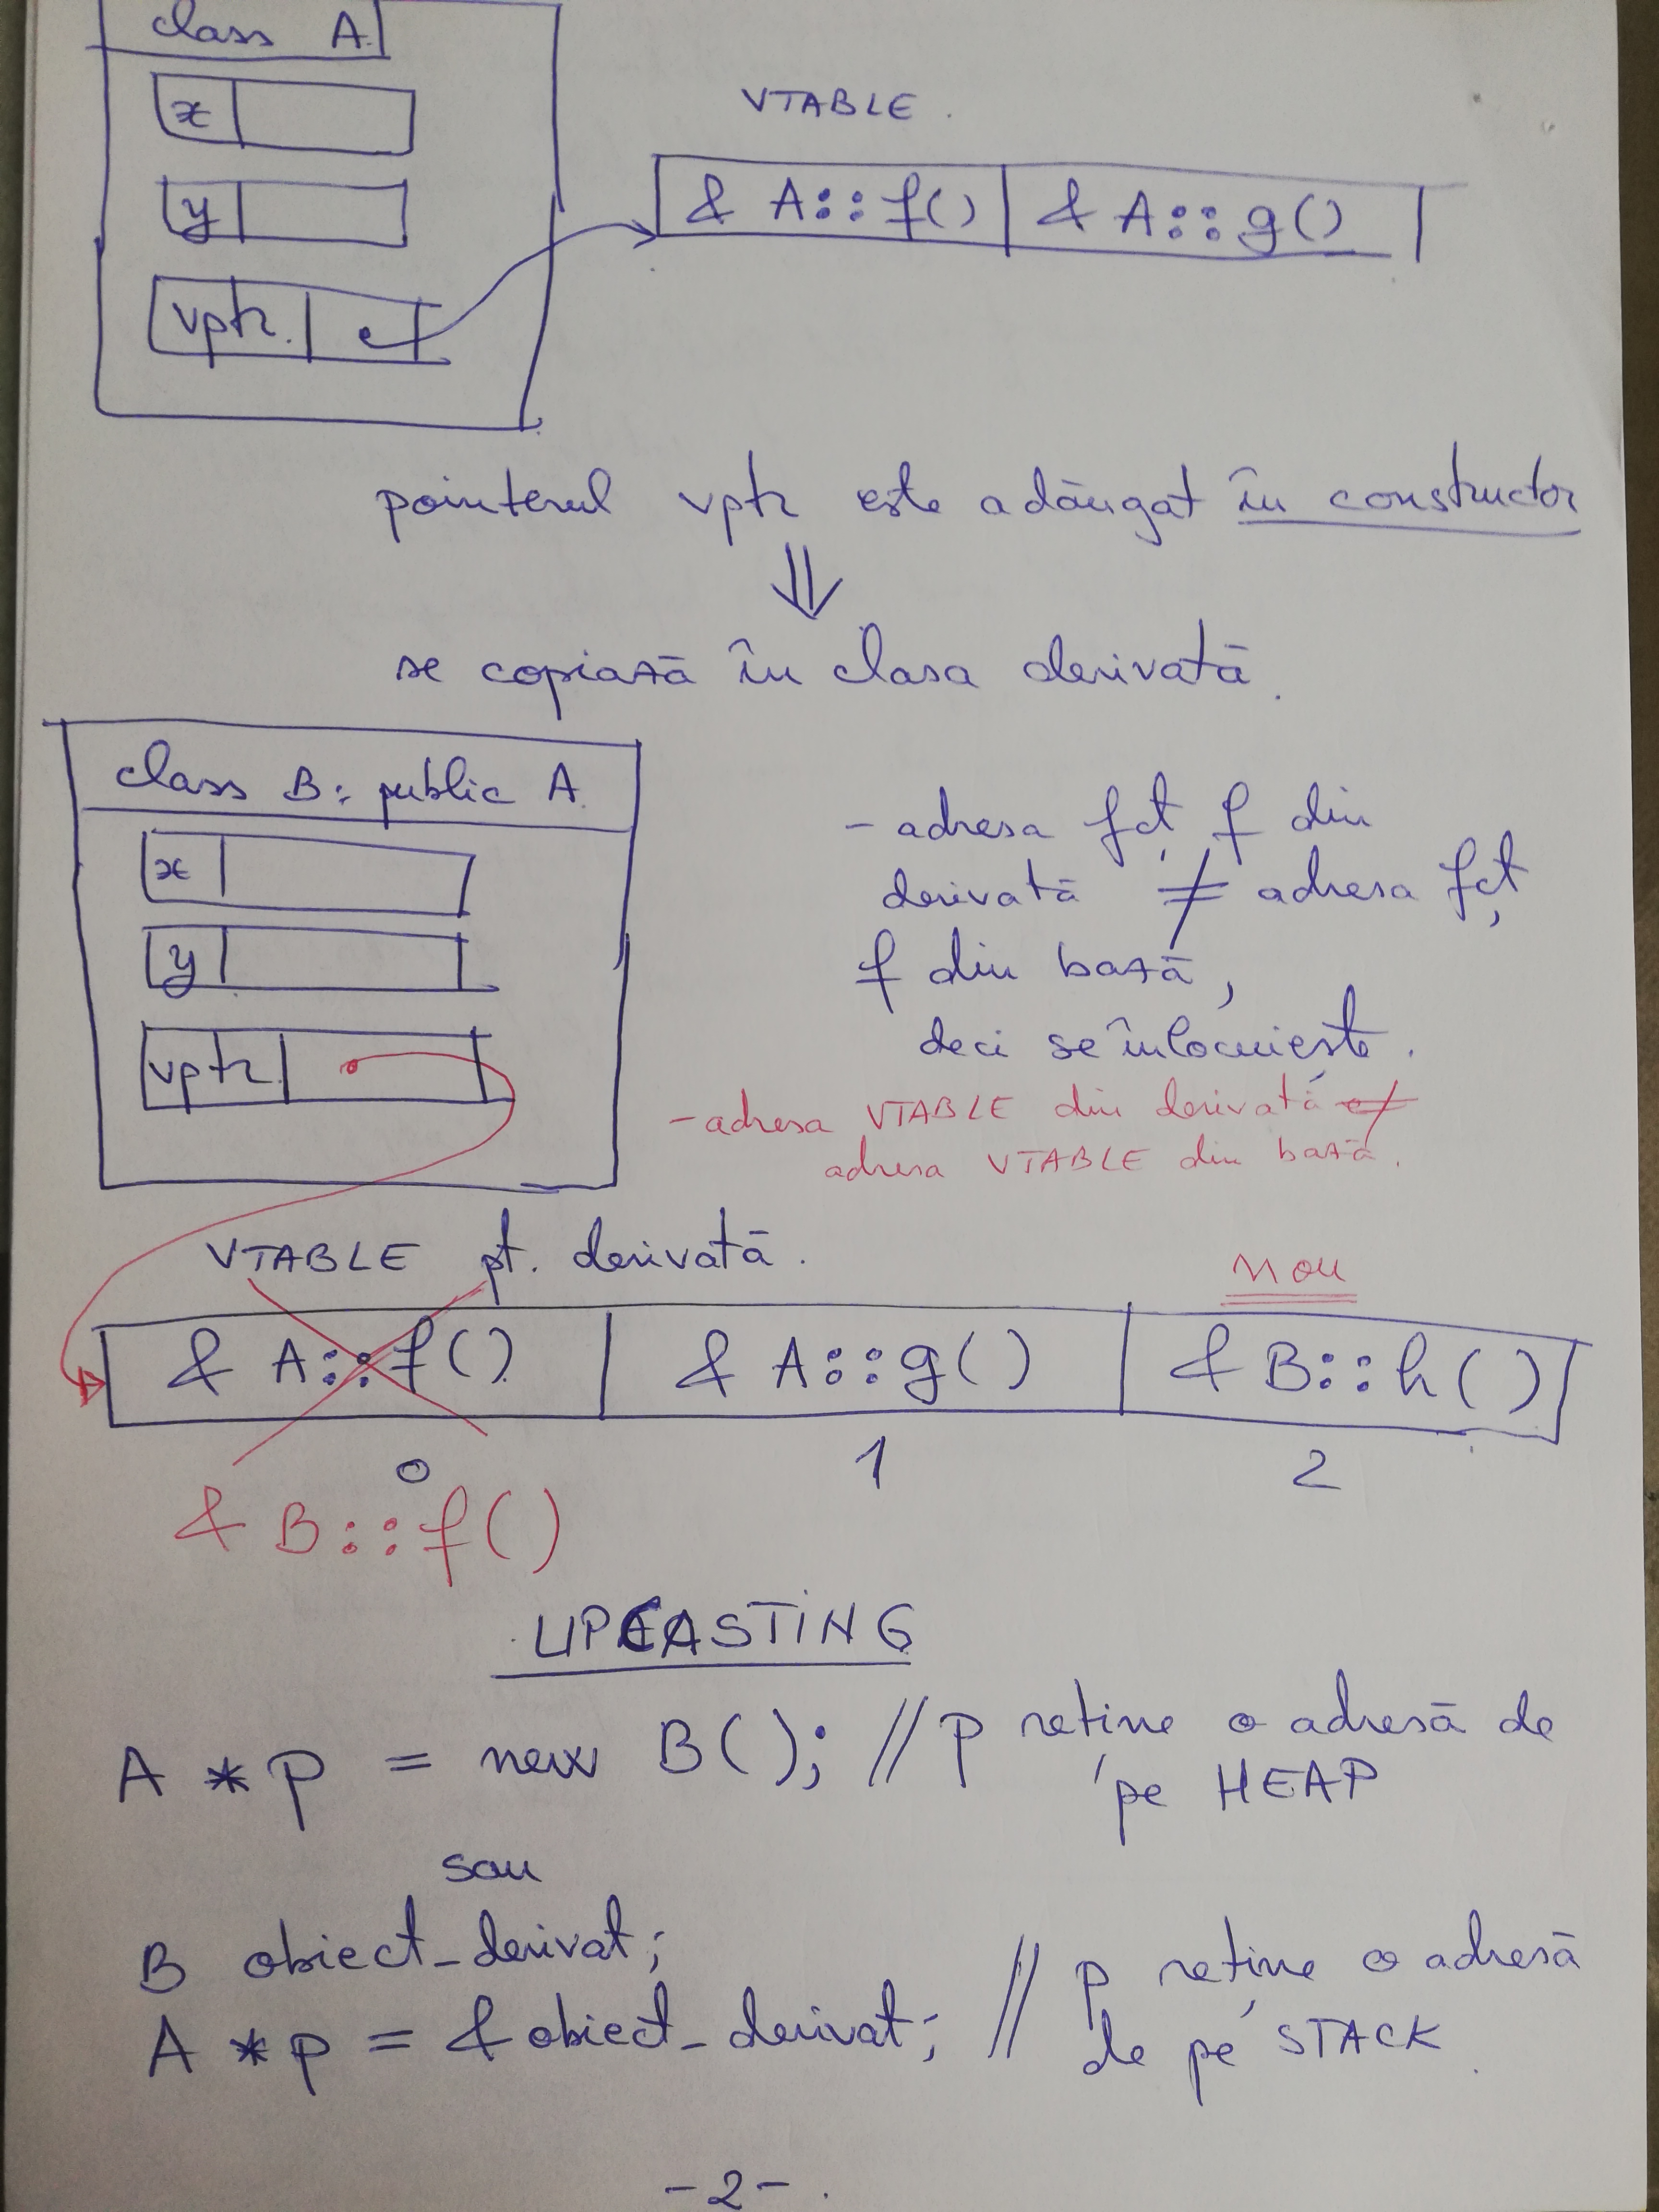 class A
x
VTABLE
y
& A::f() & A::g()
vptr
pointerul vptr este adăugat în constructor
⇓
se copiază în clasa derivată.
class B: public A
x
y
vptr
- adresa fcț f din
derivată ≠ adresa fcț
f din bază,
deci se înlocuiește.
- adresa VTABLE din derivată ≠
adresa VTABLE din bază.
VTABLE pt. derivată.
nou
& A::f() & A::g() & B::h()
0 1 2
& B::f()
UPCASTING
A *p = new B(); // p reține o adresă de
pe HEAP
sau
B obiect_derivat;
A *p = &obiect_derivat; // p reține o adresă
de pe STACK.
-2-.